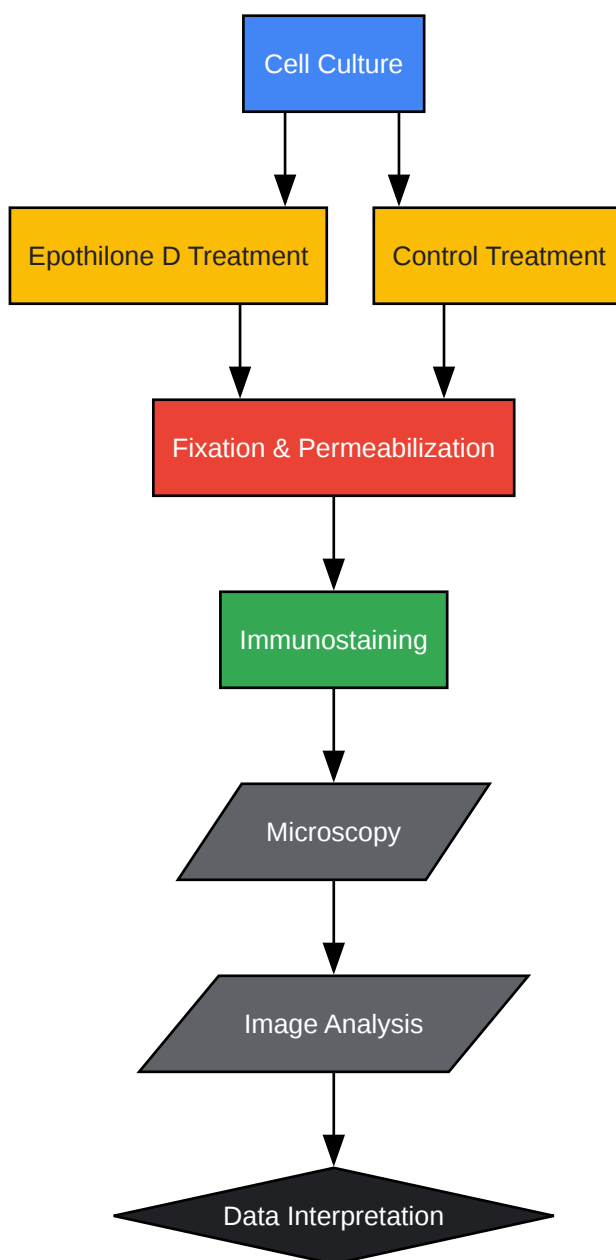 Cell Culture
Epothilone D Treatment
Control Treatment
Fixation & Permeabilization
Immunostaining
Microscopy
Image Analysis
Data Interpretation